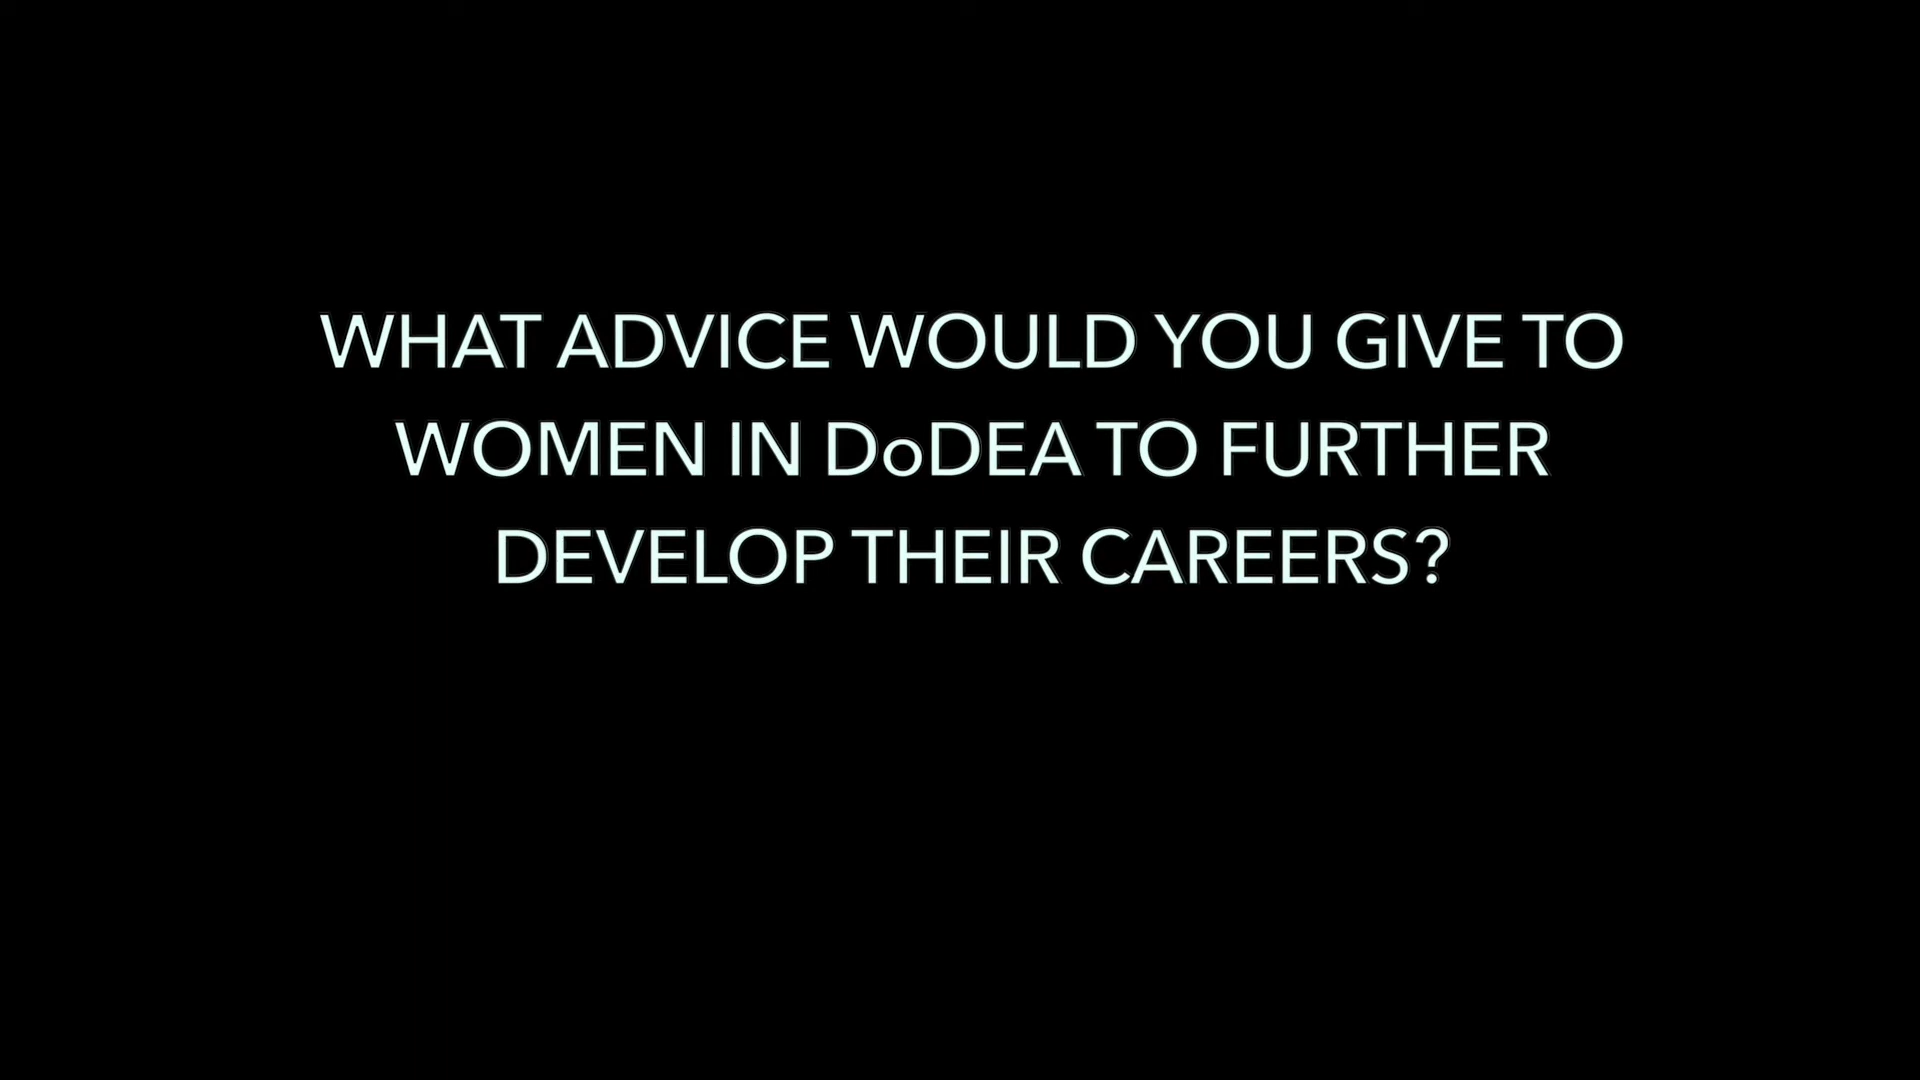 WHAT ADVICE WOULD YOU GIVE TO
WOMEN IN DoDEA TO FURTHER
DEVELOP THEIR CAREERS?